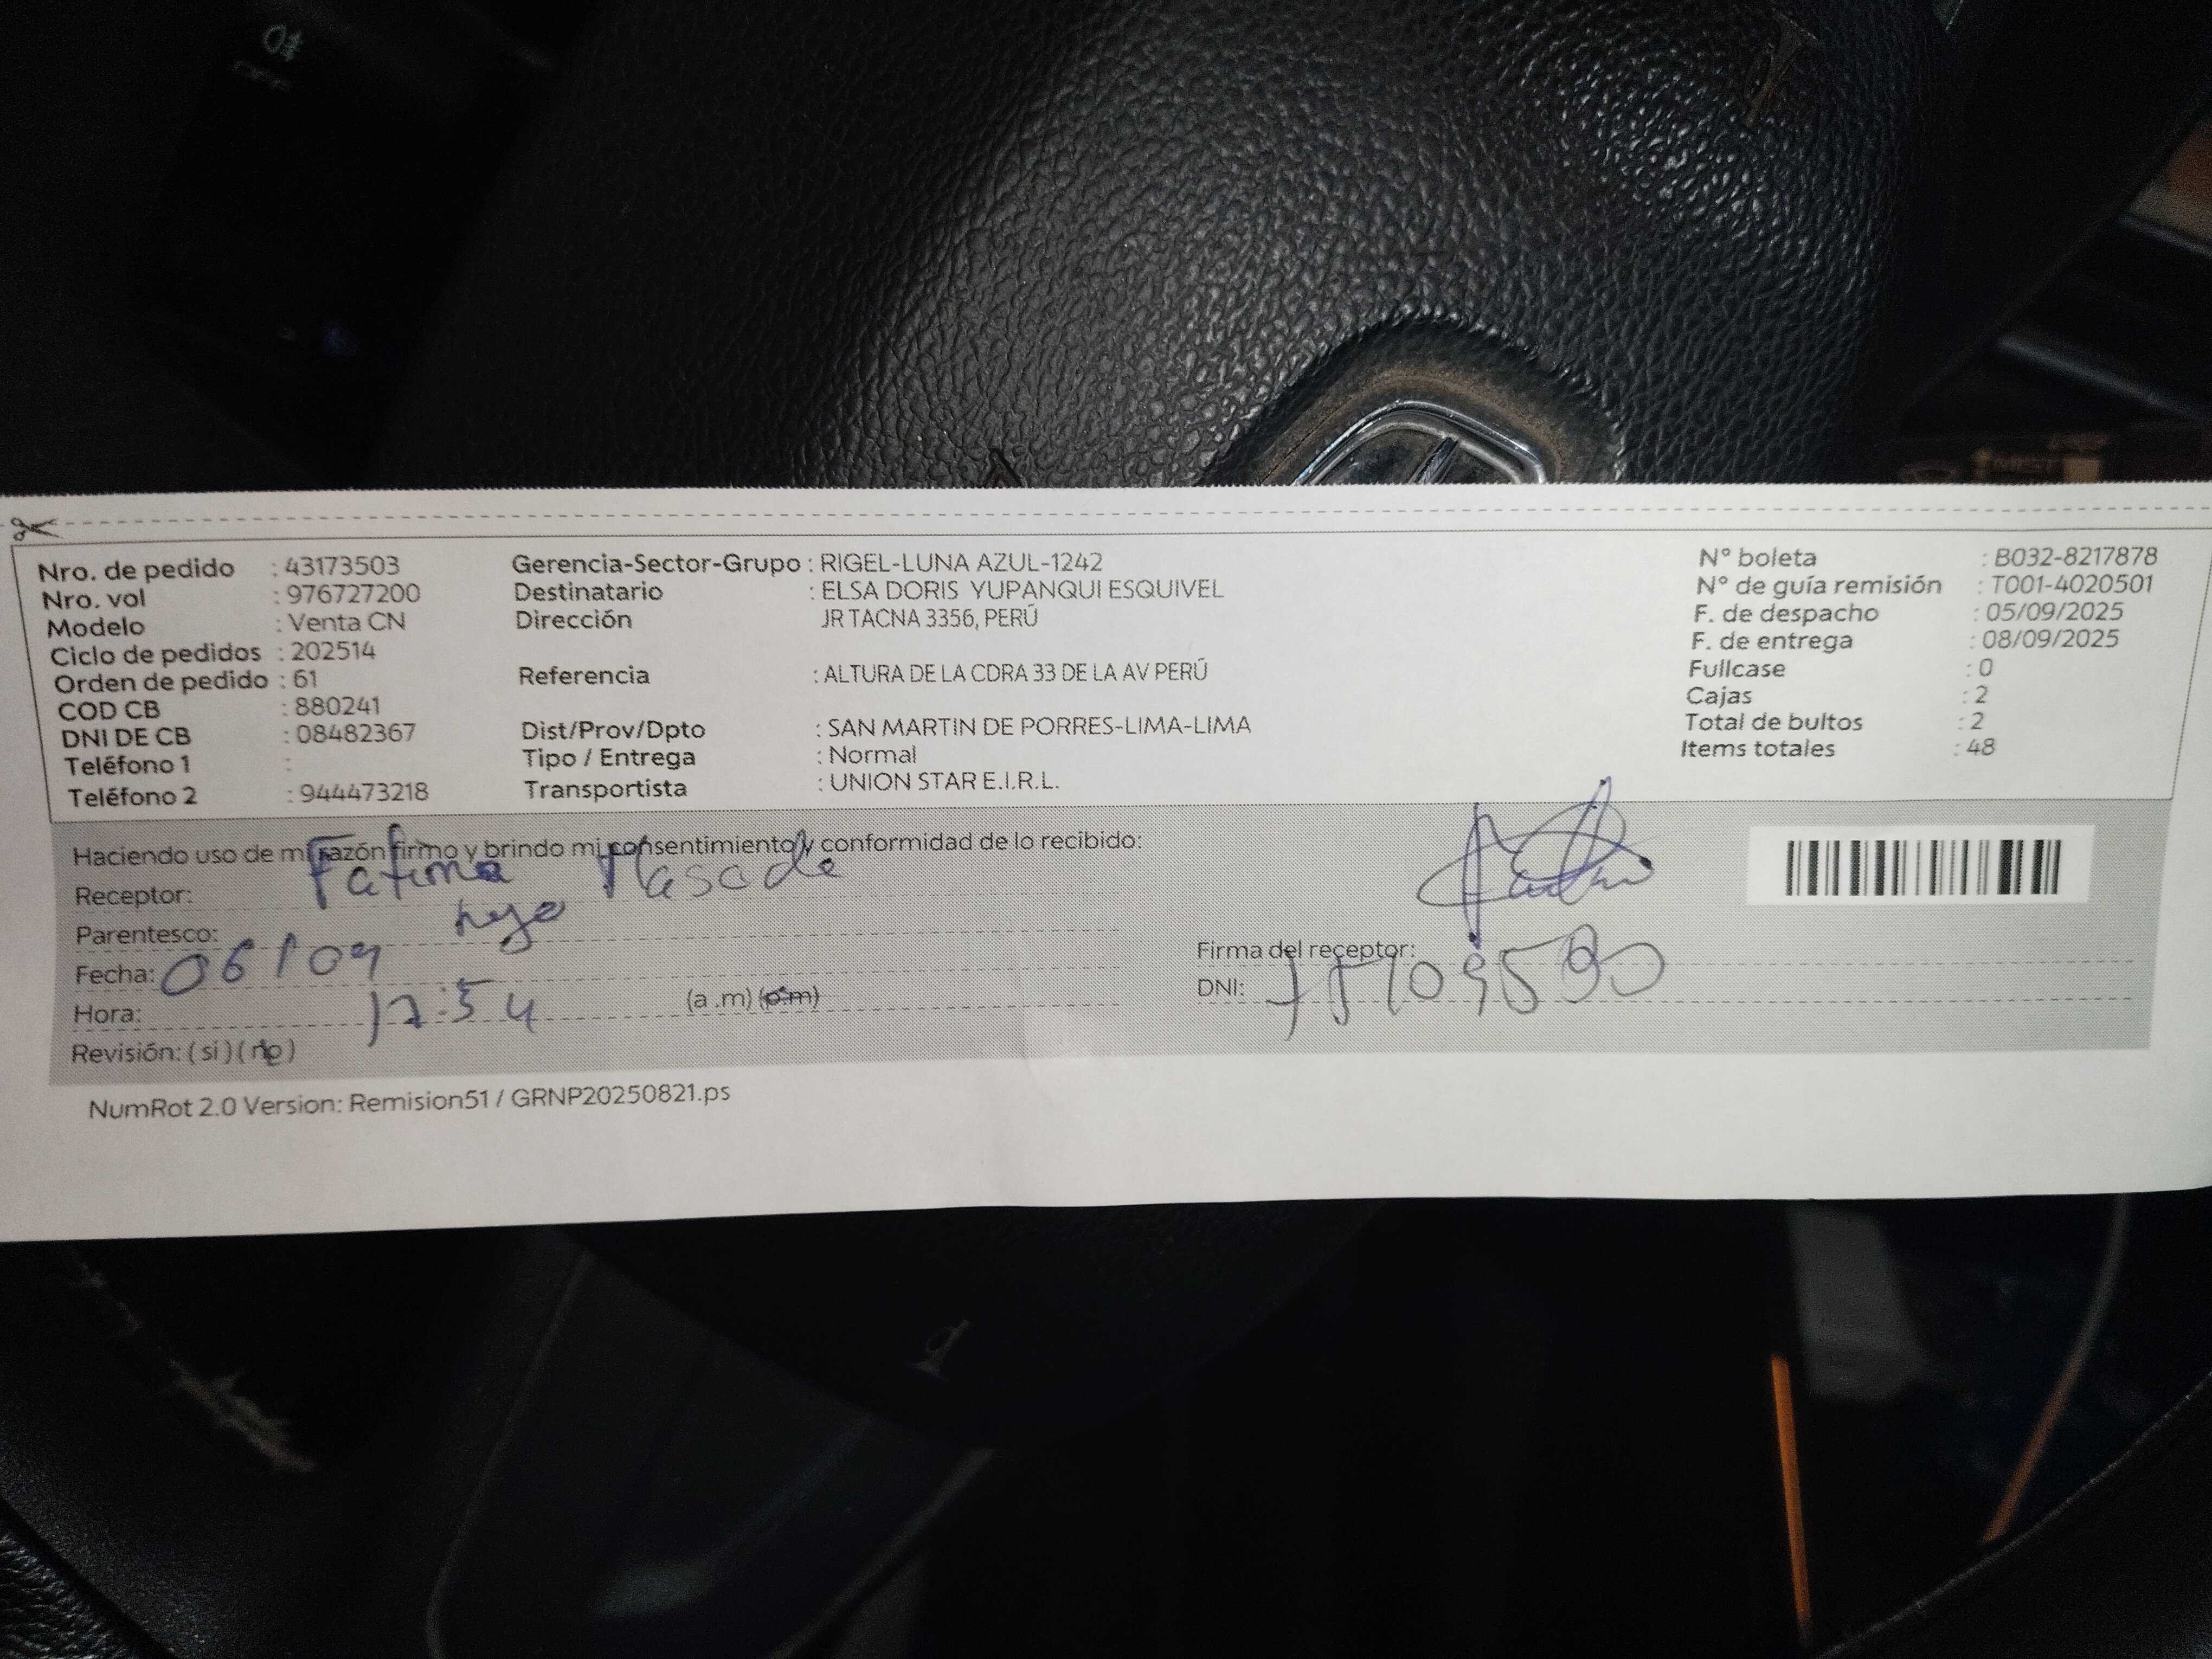 OFF
Nro. de pedido : 43173503
Nro. vol : 976727200
Modelo : Venta CN
Ciclo de pedidos : 202514
Orden de pedido : 61
COD CB : 880241
DNI DE CB : 08482367
Teléfono 1 :
Teléfono 2 : 944473218
Gerencia-Sector-Grupo : RIGEL-LUNA AZUL-1242
Destinatario : ELSA DORIS YUPANQUI ESQUIVEL
Dirección JR TACNA 3356, PERÚ
Referencia : ALTURA DE LA CDRA 33 DE LA AV PERÚ
Dist/Prov/Dpto : SAN MARTIN DE PORRES-LIMA-LIMA
Tipo / Entrega : Normal
Transportista : UNION STAR E.I.R.L.
N° boleta : B032-8217878
N° de guía remisión : T001-4020501
F. de despacho : 05/09/2025
F. de entrega : 08/09/2025
Fullcase : 0
Cajas : 2
Total de bultos : 2
Items totales : 48
Haciendo uso de mi razón firmo y brindo mi consentimiento y conformidad de lo recibido:
Receptor: Fatima
Parentesco:
Fecha: 06/09
Hora: 17:54 (a .m) (p.m)
Revisión: ( si ) ( no )
Firma del receptor:
DNI:
NumRot 2.0 Version: Remision51 / GRNP20250821.ps